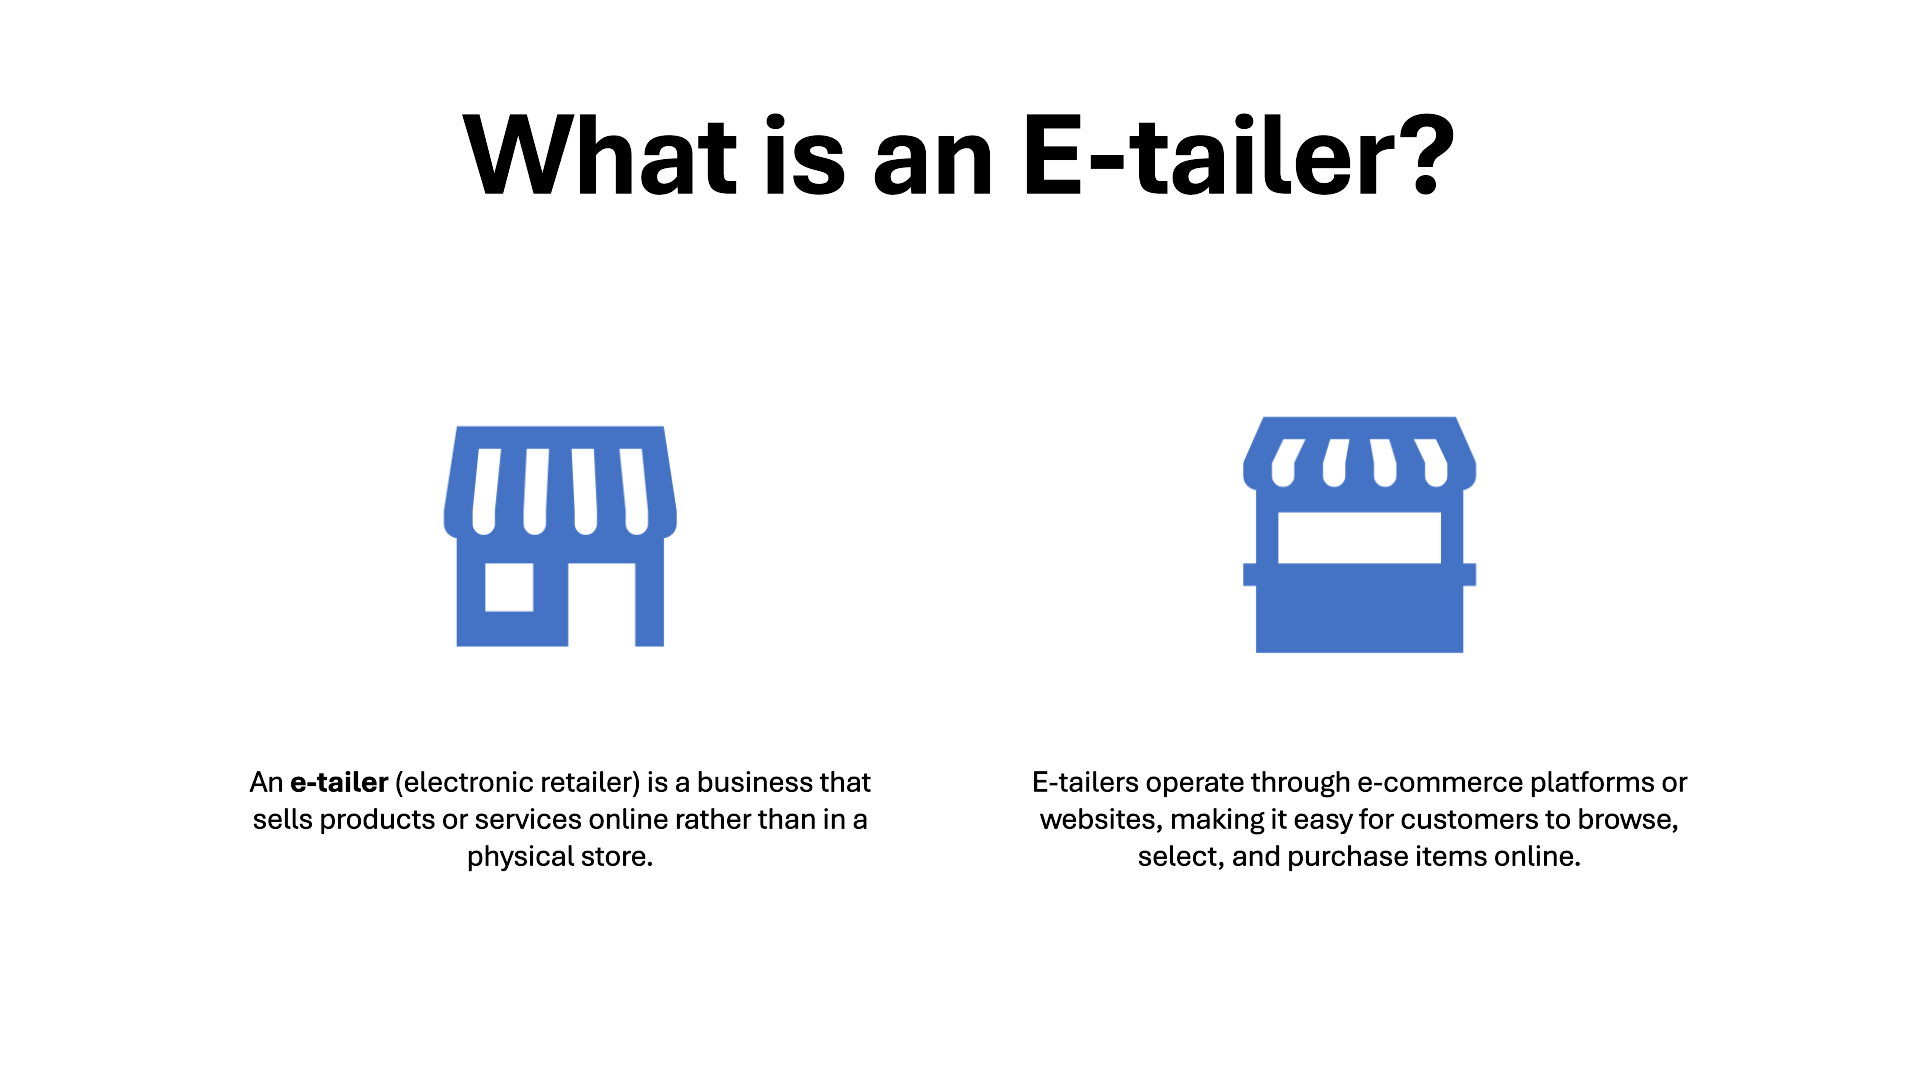 What is an E-tailer?
An e-tailer (electronic retailer) is a business that
sells products or services online rather than in a
physical store.
E-tailers operate through e-commerce platforms or
websites, making it easy for customers to browse,
select, and purchase items online.